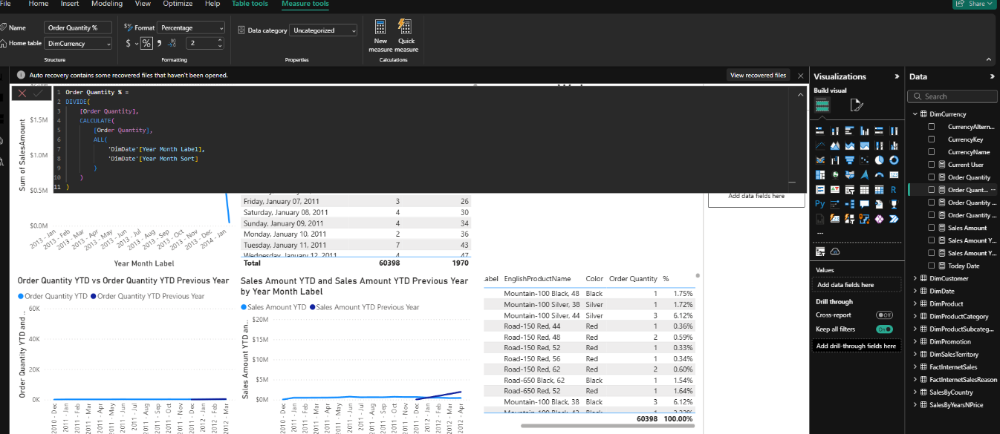 File Home Insert Modeling View Optimize Help Table tools Measure tools Share
Name Order Quantity %
Home table DimCurrency
Structure
Format Percentage
$ % 2
Formatting
Data category Uncategorized
Properties
New measure Quick measure
Calculations
Auto recovery contains some recovered files that haven't been opened. View recovered files
1 Order Quantity % =
2 DIVIDE(
3 [Order Quantity],
4 CALCULATE(
5 [Order Quantity],
6 ALL(
7 'DimDate'[Year Month Label],
8 'DimDate'[Year Month Sort]
9 )
10 )
11 )
Sum of SalesAmount
$1.5M
$1.0M
$0.5M
$0.0M
2013 - Jan
2013 - Feb
2013 - Mar
2013 - Apr
2013 - May
2013 - Jun
2013 - Jul
2013 - Aug
2013 - Sep
2013 - Oct
2013 - Nov
2013 - Dec
2014 - Jan
Year Month Label
Friday, January 07, 2011 3 26
Saturday, January 08, 2011 4 30
Sunday, January 09, 2011 4 34
Monday, January 10, 2011 2 36
Tuesday, January 11, 2011 7 43
Wednesday, January 12, 2011 4 47
Total 60398 1970
Add data fields here
Order Quantity YTD vs Order Quantity YTD Previous Year
Order Quantity YTD Order Quantity YTD Previous Year
Order Quantity YTD and ...
60K
40K
20K
0K
2010 - Dec
2011 - Jan
2011 - Feb
2011 - Mar
2011 - Apr
2011 - May
2011 - Jun
2011 - Jul
2011 - Aug
2011 - Sep
2011 - Oct
2011 - Nov
2011 - Dec
2012 - Jan
2012 - Feb
2012 - Mar
Sales Amount YTD and Sales Amount YTD Previous Year
by Year Month Label
Sales Amount YTD Sales Amount YTD Previous Year
Sales Amount YTD an...
$20M
$10M
$5M
$0M
2010 - Dec
2011 - Jan
2011 - Feb
2011 - Mar
2011 - Apr
2011 - May
2011 - Jun
2011 - Jul
2011 - Aug
2011 - Sep
2011 - Oct
2011 - Nov
2011 - Dec
2012 - Jan
2012 - Feb
2012 - Mar
2012 - Apr
Label EnglishProductName Color Order Quantity %
Mountain-100 Black, 48 Black 1 1.75%
Mountain-100 Silver, 38 Silver 1 1.72%
Mountain-100 Silver, 44 Silver 3 6.12%
Road-150 Red, 44 Red 1 0.36%
Road-150 Red, 48 Red 2 0.59%
Road-150 Red, 52 Red 1 0.33%
Road-150 Red, 56 Red 1 0.34%
Road-150 Red, 62 Red 2 0.60%
Road-650 Black, 62 Black 1 1.54%
Road-650 Red, 52 Red 1 1.64%
Mountain-100 Black, 38 Black 3 6.12%
60398 100.00%
Visualizations
Build visual
Py R
...
Values
Add data fields here
Drill through
Cross-report Off
Keep all filters On
Add drill-through fields here
Data
Search
DimCurrency
CurrencyAltern...
CurrencyKey
CurrencyName
Current User
Order Quantity
Order Quant... ...
Order Quantity ...
Order Quantity ...
Sales Amount
Sales Amount Y...
Sales Amount Y...
Today Date
DimCustomer
DimDate
DimProduct
DimProductCategory
DimProductSubcateg...
DimPromotion
DimSalesTerritory
FactInternetSales
FactInternetSalesReason
SalesByCountry
SalesByYearsNPrice